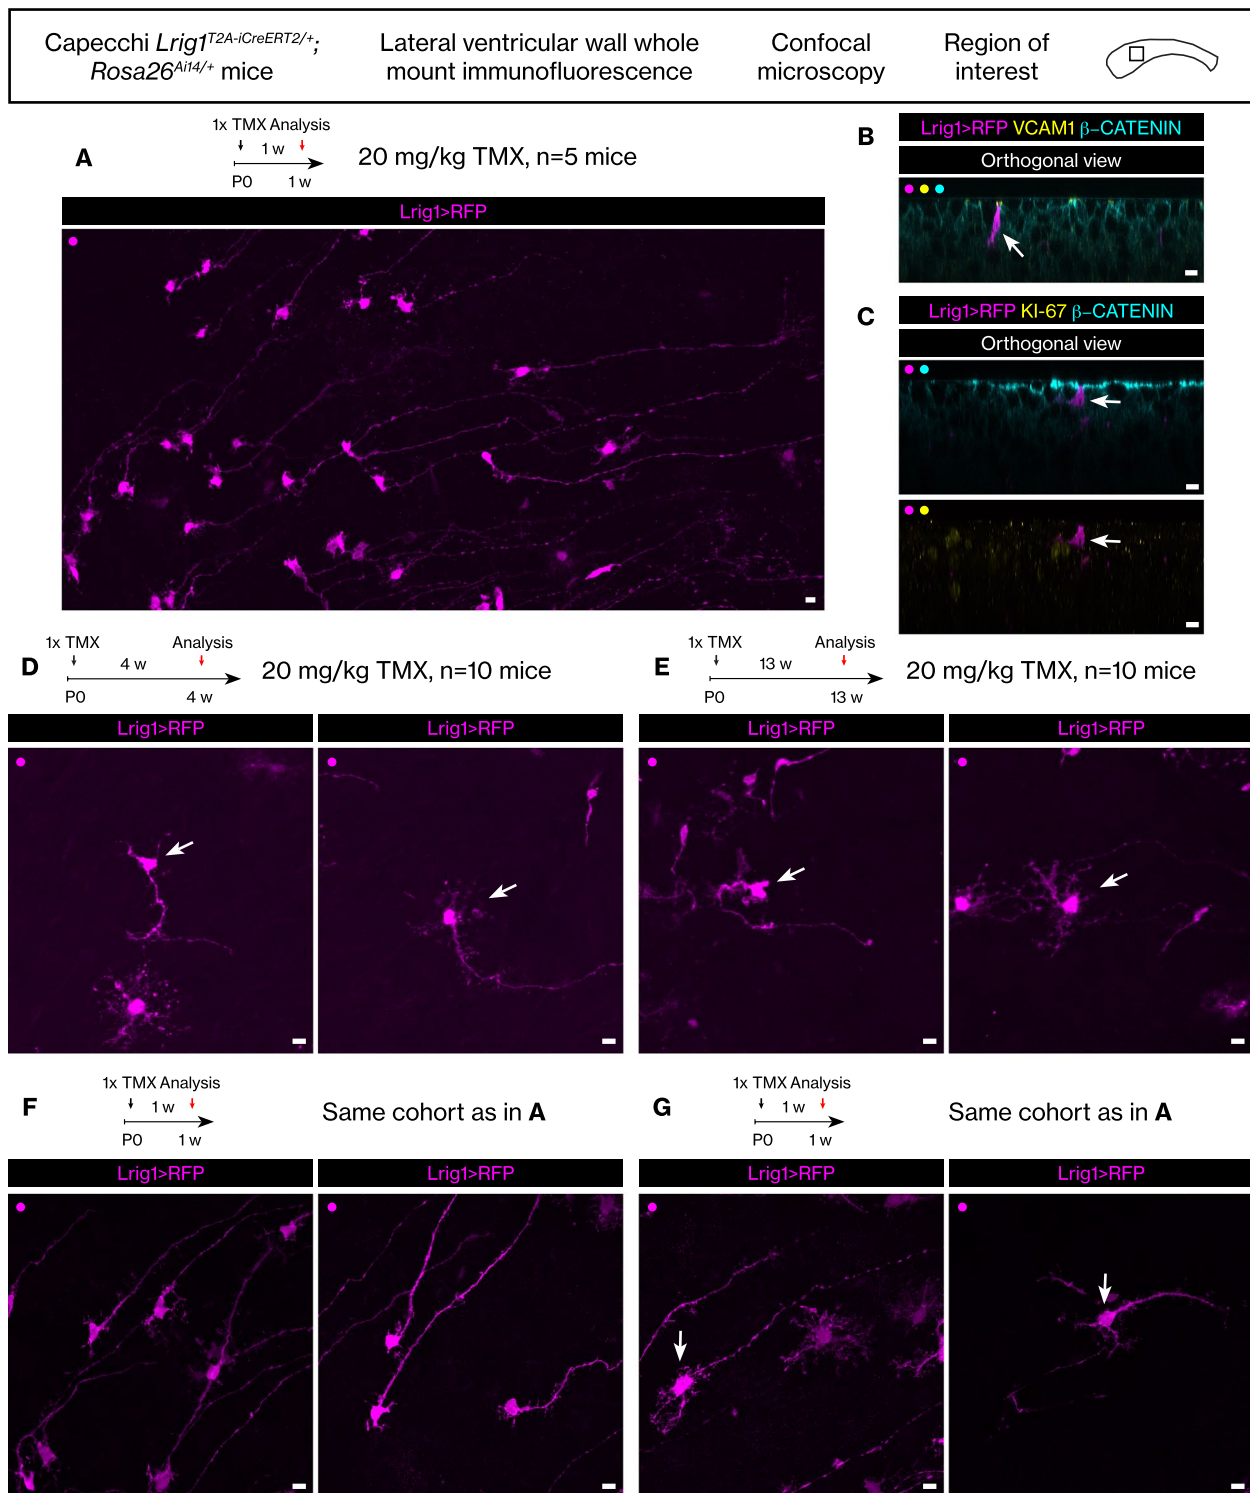 Capecchi Lrig1T2A-iCreERT2/+;
Rosa26Ai14/+ mice
Lateral ventricular wall whole
mount immunofluorescence
Confocal
microscopy
Region of
interest
A
1x TMX Analysis
1 w
P0 1 w
20 mg/kg TMX, n=5 mice
Lrig1>RFP
B
Lrig1>RFP VCAM1 β–CATENIN
Orthogonal view
C
Lrig1>RFP KI-67 β–CATENIN
Orthogonal view
D
1x TMX Analysis
4 w
P0 4 w
20 mg/kg TMX, n=10 mice
Lrig1>RFP
Lrig1>RFP
E
1x TMX Analysis
13 w
P0 13 w
20 mg/kg TMX, n=10 mice
Lrig1>RFP
Lrig1>RFP
F
1x TMX Analysis
1 w
P0 1 w
Same cohort as in A
Lrig1>RFP
Lrig1>RFP
G
1x TMX Analysis
1 w
P0 1 w
Same cohort as in A
Lrig1>RFP
Lrig1>RFP